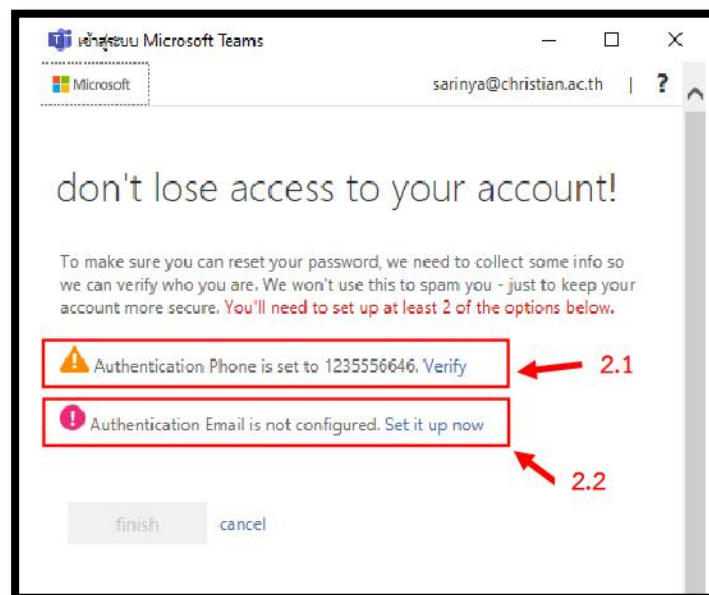 เข้าสู่ระบบ Microsoft Teams
Microsoft
sarinya@christian.ac.th | ?
don't lose access to your account!
To make sure you can reset your password, we need to collect some info so
we can verify who you are. We won't use this to spam you - just to keep your
account more secure. You'll need to set up at least 2 of the options below.
Authentication Phone is set to 1235556646. Verify
2.1
Authentication Email is not configured. Set it up now
2.2
finish cancel